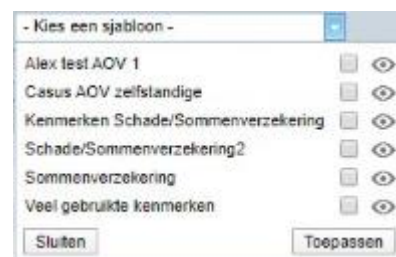 - Kies een sjabloon -
Alex test AOV 1
Casus AOV zelfstandige
Kenmerken Schade/Sommenverzekering
Schade/Sommenverzekering2
Sommenverzekering
Veel gebruikte kenmerken
Sluiten Toepassen